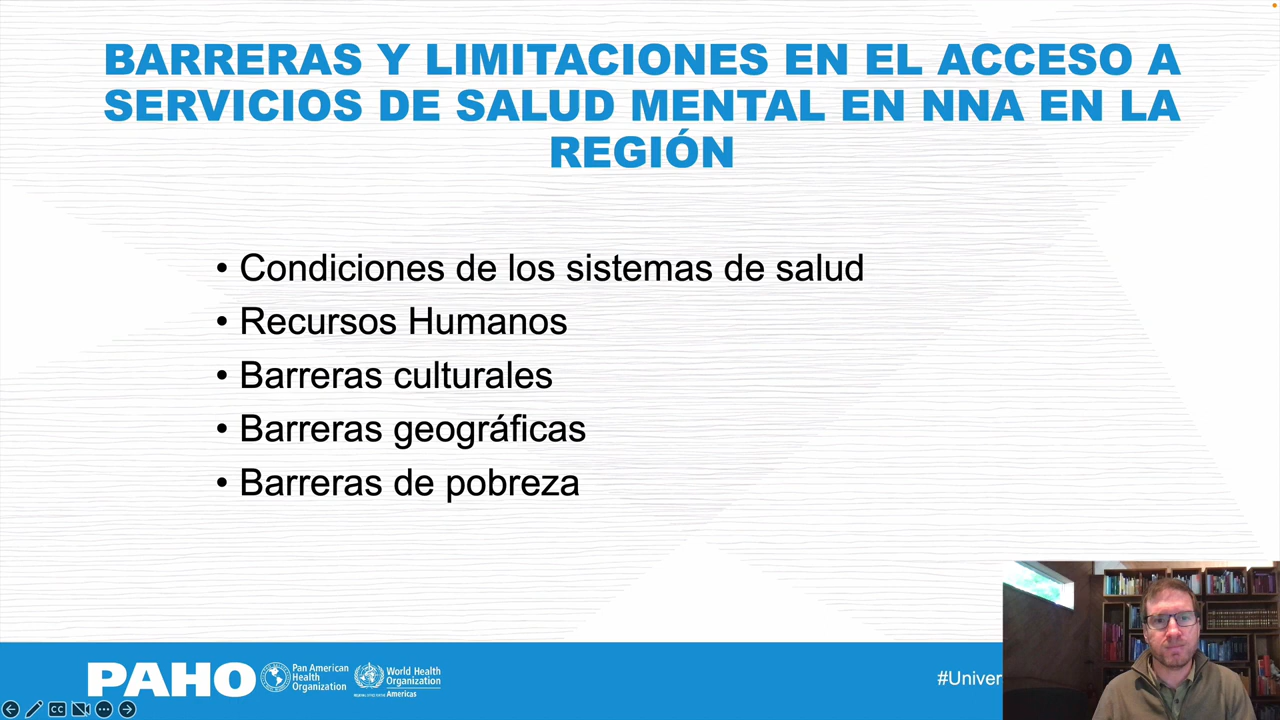 BARRERAS Y LIMITACIONES EN EL ACCESO A
SERVICIOS DE SALUD MENTAL EN NNA EN LA
REGIÓN
• Condiciones de los sistemas de salud
• Recursos Humanos
• Barreras culturales
• Barreras geográficas
• Barreras de pobreza
PAHO
Pan American
Health
Organization
World Health
Organization
Americas
#Univer
CC